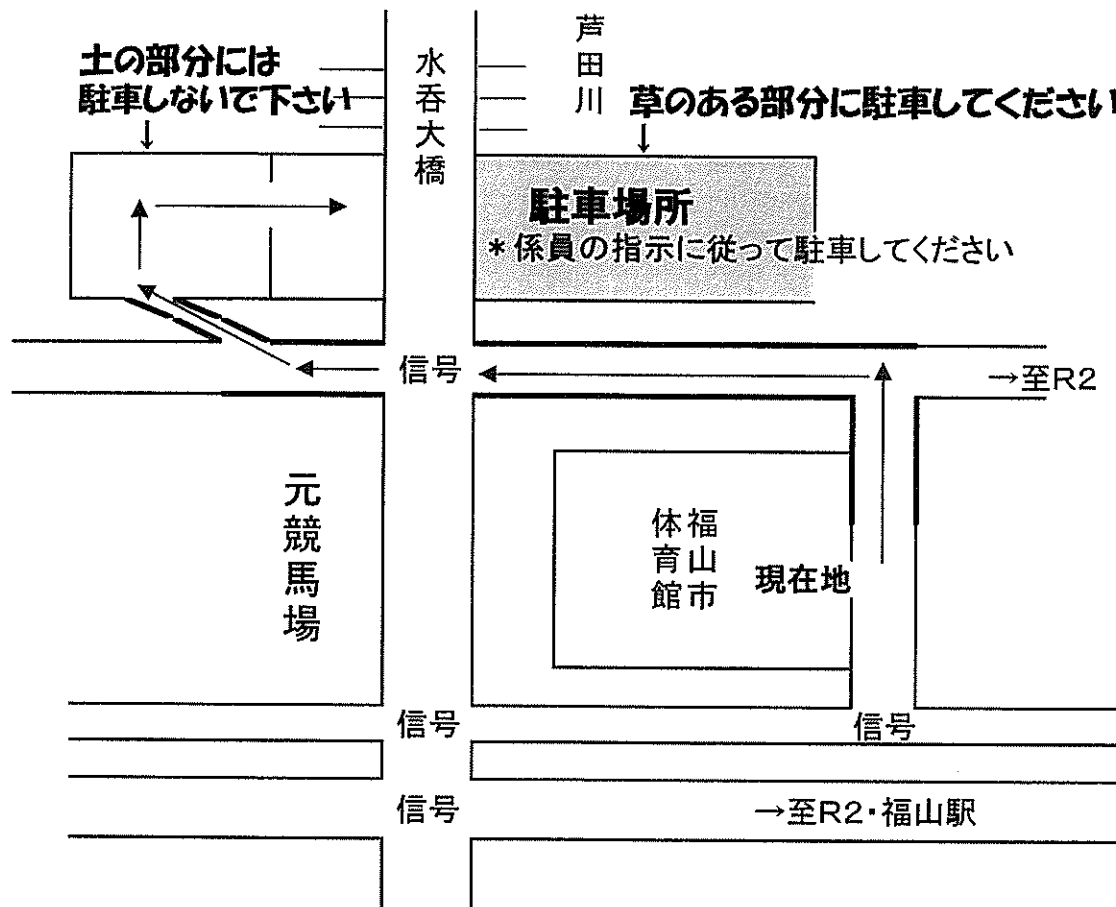 土の部分には
駐車しないで下さい
水呑大橋
芦田川
草のある部分に駐車してください
駐車場所
*係員の指示に従って駐車してください
信号
→至R2
元競馬場
福山市
体育館
現在地
信号
信号
信号
→至R2・福山駅